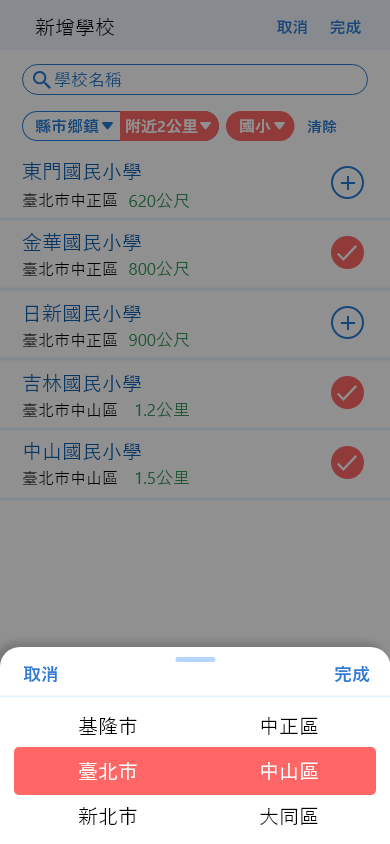 新增學校 取消 完成
學校名稱
縣市鄉鎮 附近2公里 國小 清除
東門國民小學
臺北市中正區 620公尺
金華國民小學
臺北市中正區 800公尺
日新國民小學
臺北市中正區 900公尺
吉林國民小學
臺北市中山區 1.2公里
中山國民小學
臺北市中山區 1.5公里
取消 完成
基隆市 中正區
臺北市 中山區
新北市 大同區